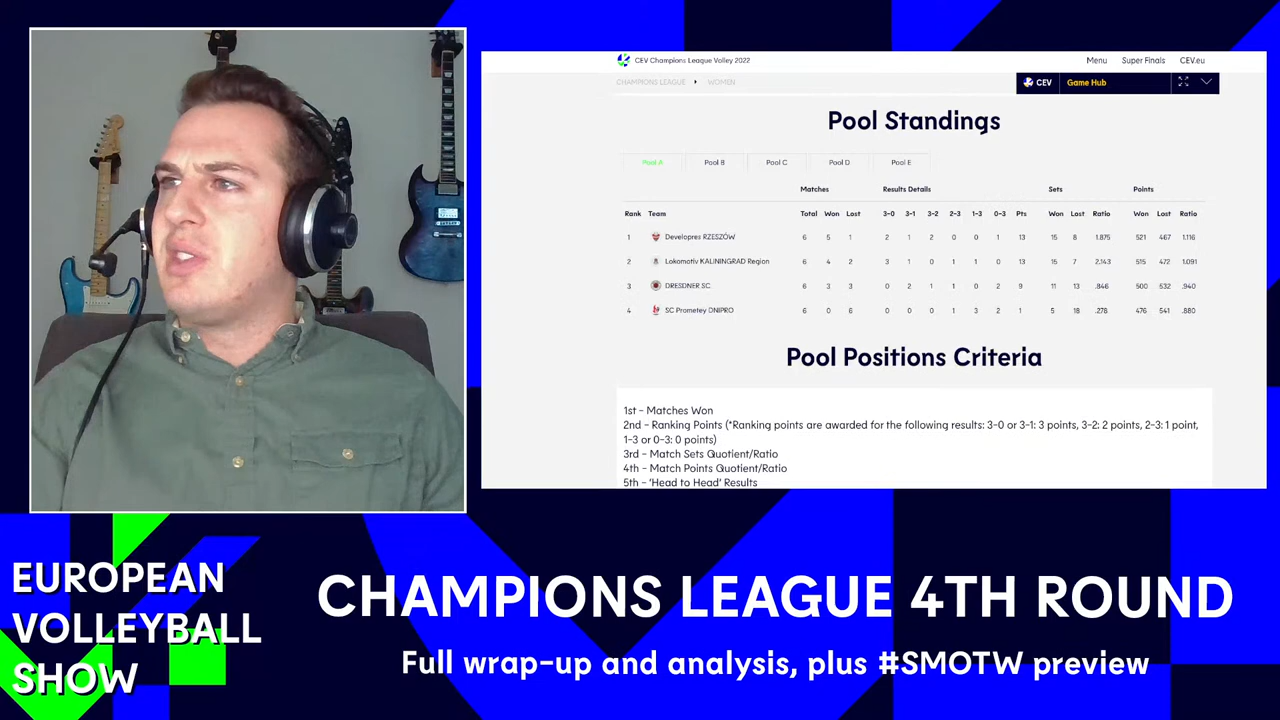 CEV Champions League Volley 2022
Menu Super Finals CEV.eu
CHAMPIONS LEAGUE WOMEN
CEV Game Hub
Pool Standings
Pool A Pool B Pool C Pool D Pool E
Matches Results Details Sets Points
Rank Team Total Won Lost 3-0 3-1 3-2 2-3 1-3 0-3 Pts Won Lost Ratio Won Lost Ratio
1 Developres RZESZÓW 6 5 1 2 1 2 0 0 1 13 15 8 1.875 521 467 1.116
2 Lokomotiv KALININGRAD Region 6 4 2 3 1 0 1 1 0 13 15 7 2.143 515 472 1.091
3 DRESDNER SC 6 3 3 0 2 1 1 0 2 9 11 13 .846 500 532 .940
4 SC Prometey DNIPRO 6 0 6 0 0 0 1 3 2 1 5 18 .278 476 541 .880
Pool Positions Criteria
1st - Matches Won
2nd - Ranking Points (*Ranking points are awarded for the following results: 3-0 or 3-1: 3 points, 3-2: 2 points, 2-3: 1 point,
1-3 or 0-3: 0 points)
3rd - Match Sets Quotient/Ratio
4th - Match Points Quotient/Ratio
5th - 'Head to Head' Results
EUROPEAN
VOLLEYBALL
SHOW
CHAMPIONS LEAGUE 4TH ROUND
Full wrap-up and analysis, plus #SMOTW preview